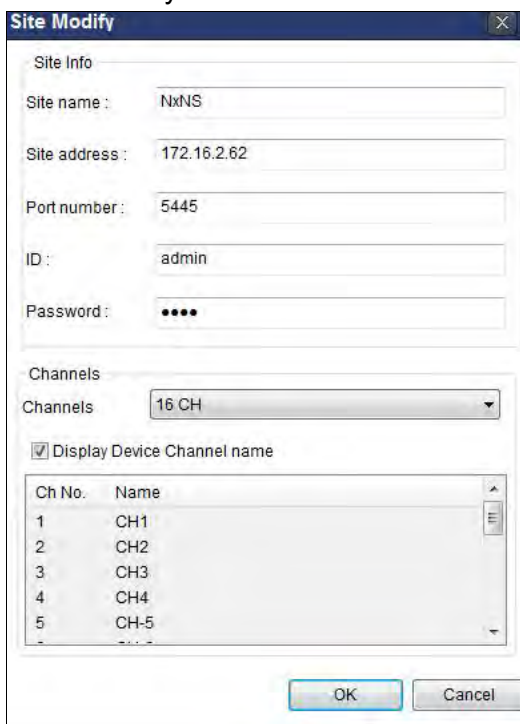 Site Modify
Site Info
Site name : NxNS
Site address : 172.16.2.62
Port number : 5445
ID : admin
Password : ••••
Channels
Channels 16 CH
Display Device Channel name
Ch No. Name
1 CH1
2 CH2
3 CH3
4 CH4
5 CH-5
OK Cancel